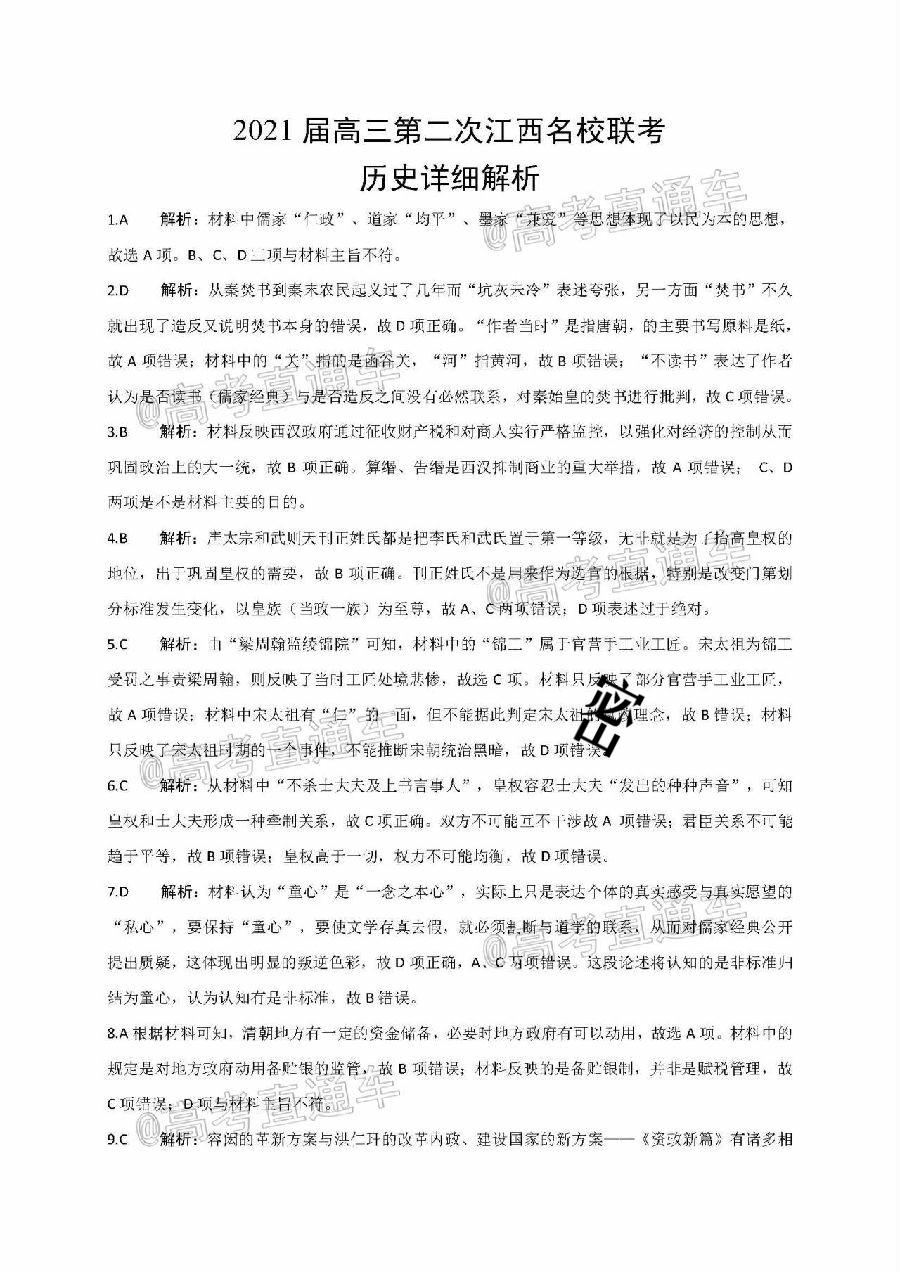 2021 届高三第二次江西名校联考
历史详细解析
1.A 解析：材料中儒家“仁政”、道家“均平”、墨家“兼爱”等思想体现了以民为本的思想，
故选 A 项。B、C、D 三项与材料主旨不符。
2.D 解析：从秦焚书到秦末农民起义过了几年而“坑灰未冷”表述夸张，另一方面“焚书”不久
就出现了造反又说明焚书本身的错误，故 D 项正确。“作者当时”是指唐朝，的主要书写原料是纸，
故 A 项错误；材料中的“关”指的是函谷关，“河”指黄河，故 B 项错误；“不读书”表达了作者
认为是否读书（儒家经典）与是否造反之间没有必然联系，对秦始皇的焚书进行批判，故 C 项错误。
3.B 解析：材料反映西汉政府通过征收财产税和对商人实行严格监控，以强化对经济的控制从而
巩固政治上的大一统，故 B 项正确。算缗、告缗是西汉抑制商业的重大举措，故 A 项错误； C、D
两项是不是材料主要的目的。
4.B 解析：唐太宗和武则天刊正姓氏都是把李氏和武氏置于第一等级，无非就是为了抬高皇权的
地位，出于巩固皇权的需要，故 B 项正确。刊正姓氏不是用来作为选官的根据，特别是改变门第划
分标准发生变化，以皇族（当政一族）为至尊，故 A、C 两项错误；D 项表述过于绝对。
5.C 解析：由“梁周翰监绫锦院”可知，材料中的“锦工”属于官营手工业工匠。宋太祖为锦工
受罚之事责梁周翰，则反映了当时工匠处境悲惨，故选 C 项。材料只反映了部分官营手工业工匠，
故 A 项错误；材料中宋太祖有“仁”的一面，但不能据此判定宋太祖的理念，故 B 错误；材料
只反映了宋太祖时期的一个事件，不能推断宋朝统治黑暗，故 D 项错误
密
6.C 解析：从材料中“不杀士大夫及上书言事人”，皇权容忍士大夫“发出的种种声音”，可知
皇权和士大夫形成一种牵制关系，故 C 项正确。双方不可能互不干涉故 A 项错误；君臣关系不可能
趋于平等，故 B 项错误；皇权高于一切，权力不可能均衡，故 D 项错误。
7.D 解析：材料认为“童心”是“一念之本心”，实际上只是表达个体的真实感受与真实愿望的
“私心”，要保持“童心”，要使文学存真去假，就必须割断与道学的联系，从而对儒家经典公开
提出质疑，这体现出明显的叛逆色彩，故 D 项正确，A、C 两项错误。这段论述将认知的是非标准归
结为童心，认为认知有是非标准，故 B 错误。
8.A 根据材料可知，清朝地方有一定的资金储备，必要时地方政府有可以动用，故选 A 项。材料中的
规定是对地方政府动用备贮银的监管，故 B 项错误；材料反映的是备贮银制，并非是赋税管理，故
C 项错误；D 项与材料主旨不符。
9.C 解析：容闳的革新方案与洪仁玕的改革内政、建设国家的新方案——《资政新篇》有诸多相
@高考直通车
@高考直通车
@高考直通车
@高考直通车
@高考直通车
@高考直通车